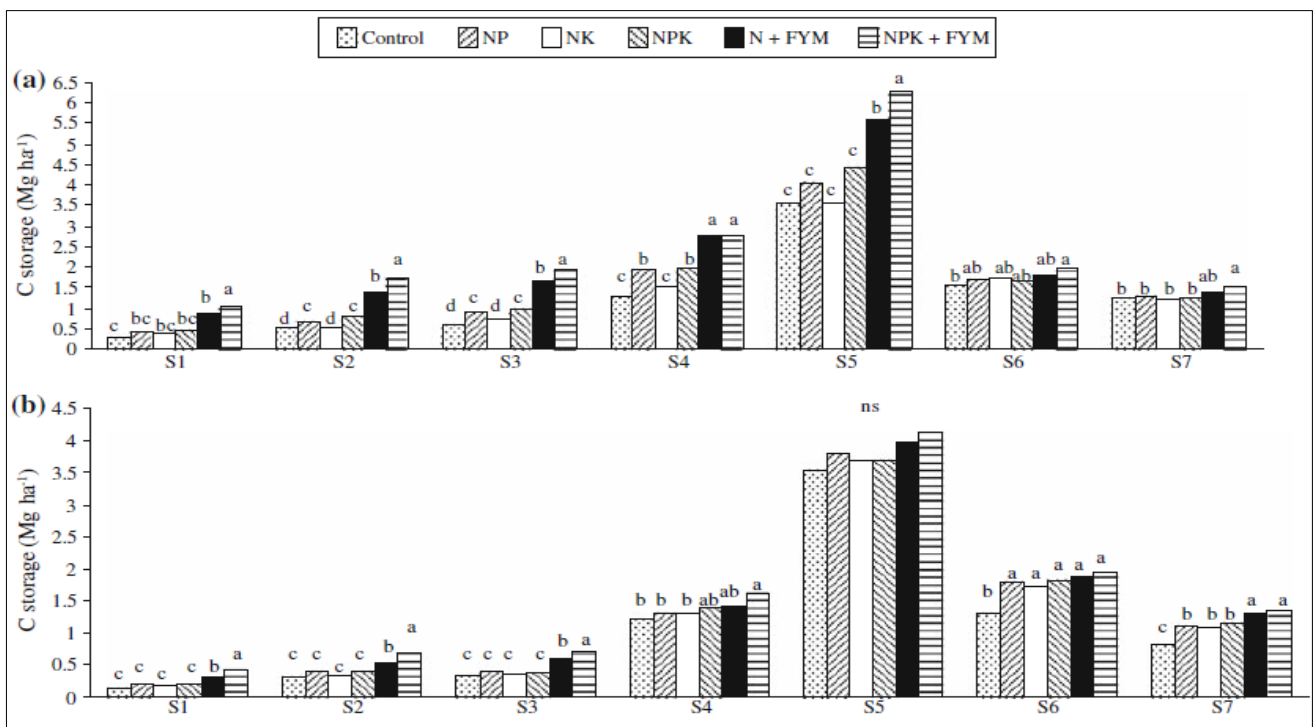 Control NP NK NPK N + FYM NPK + FYM
(a)
C storage (Mg ha-1)
6.5
6
5.5
5
4.5
4
3.5
3
2.5
2
1.5
1
0.5
0
c bc bc bc b a
d c d c b a
d c d c b a
c b c b a a
c c c c b a
b ab ab ab ab a
b b b b ab a
S1 S2 S3 S4 S5 S6 S7
(b)
C storage (Mg ha-1)
4.5
4
3.5
3
2.5
2
1.5
1
0.5
0
c c c c b a
c c c c b a
c c c c b a
b b b ab ab a
ns
b a a a a a
c b b b a a
S1 S2 S3 S4 S5 S6 S7